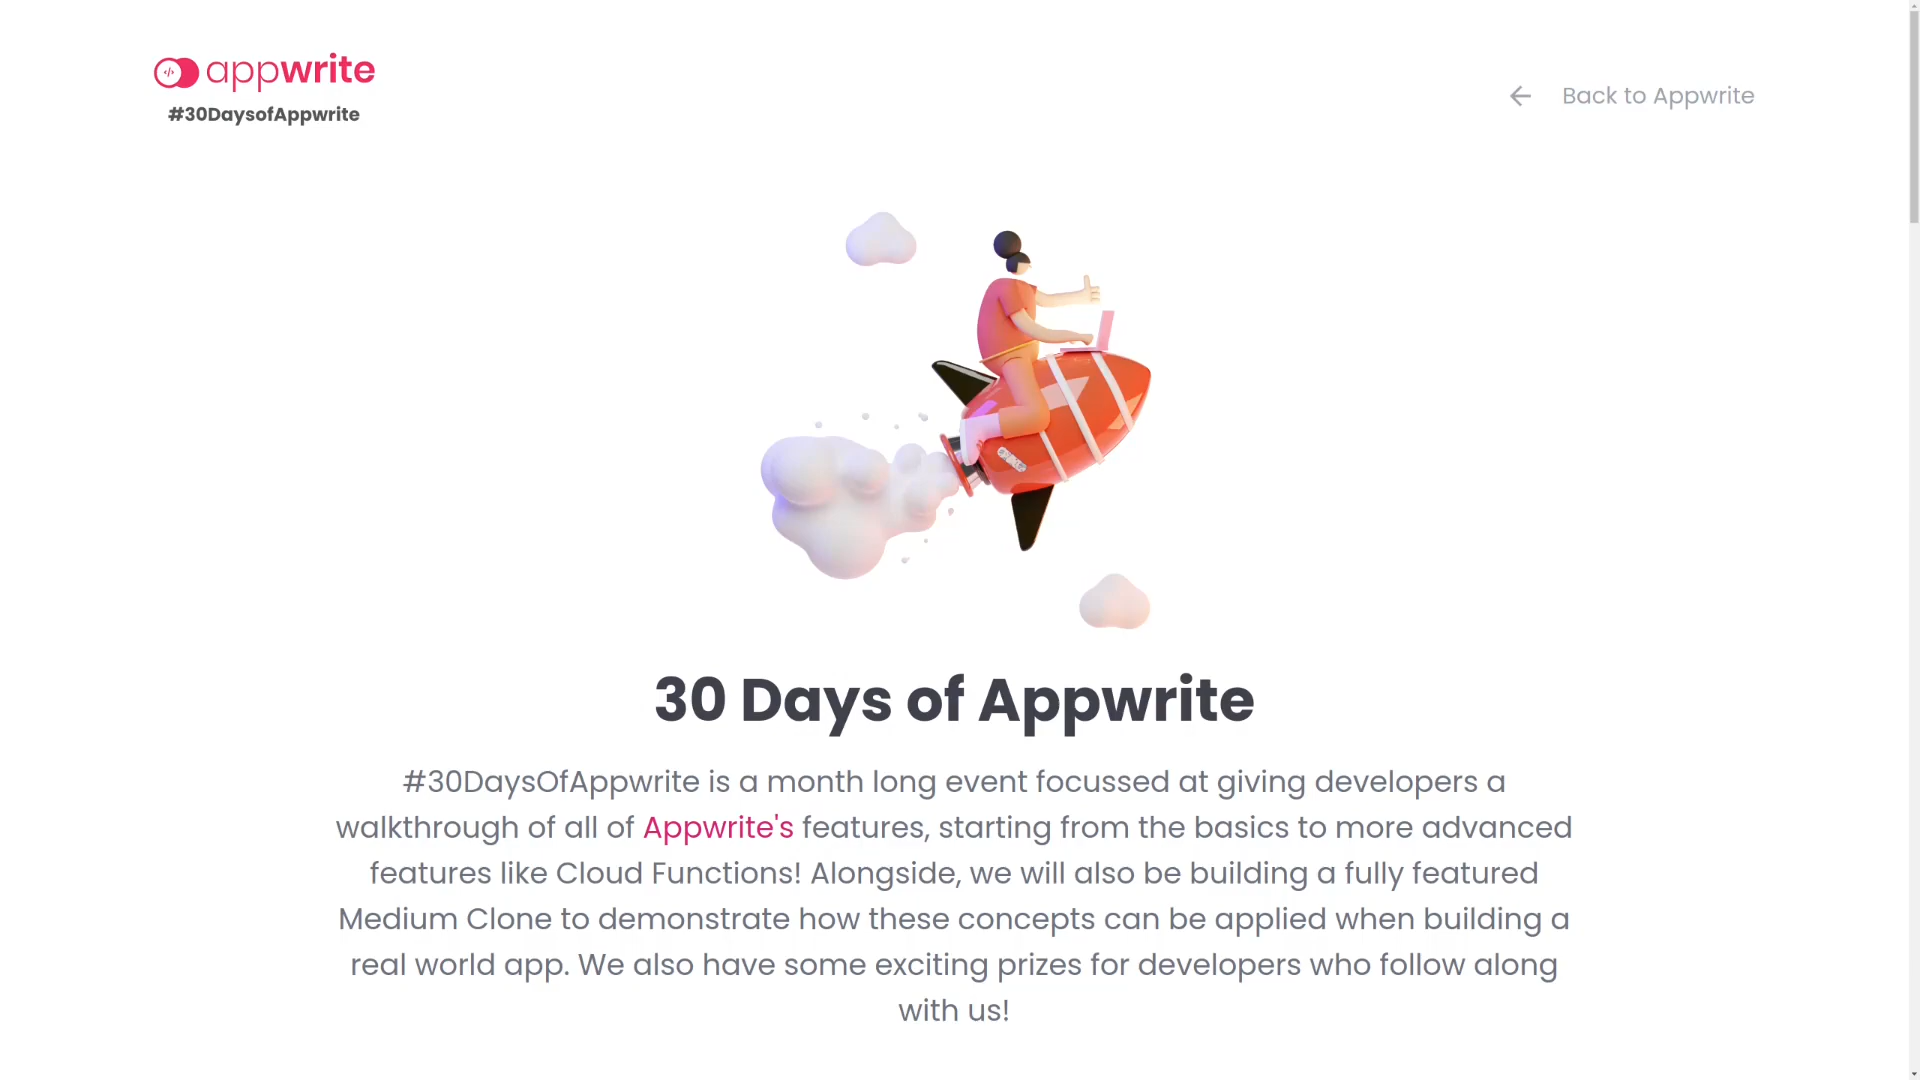 appwrite
#30DaysofAppwrite
Back to Appwrite
30 Days of Appwrite
#30DaysOfAppwrite is a month long event focussed at giving developers a
walkthrough of all of Appwrite's features, starting from the basics to more advanced
features like Cloud Functions! Alongside, we will also be building a fully featured
Medium Clone to demonstrate how these concepts can be applied when building a
real world app. We also have some exciting prizes for developers who follow along
with us!